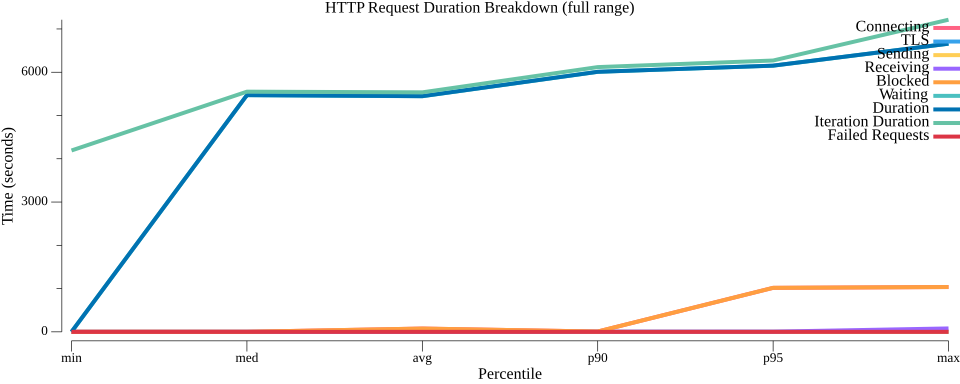 HTTP Request Duration Breakdown (full range)
Connecting
TLS
Sending
Receiving
Blocked
Waiting
Duration
Iteration Duration
Failed Requests
Time (seconds)
6000
3000
0
min med avg p90 p95 max
Percentile